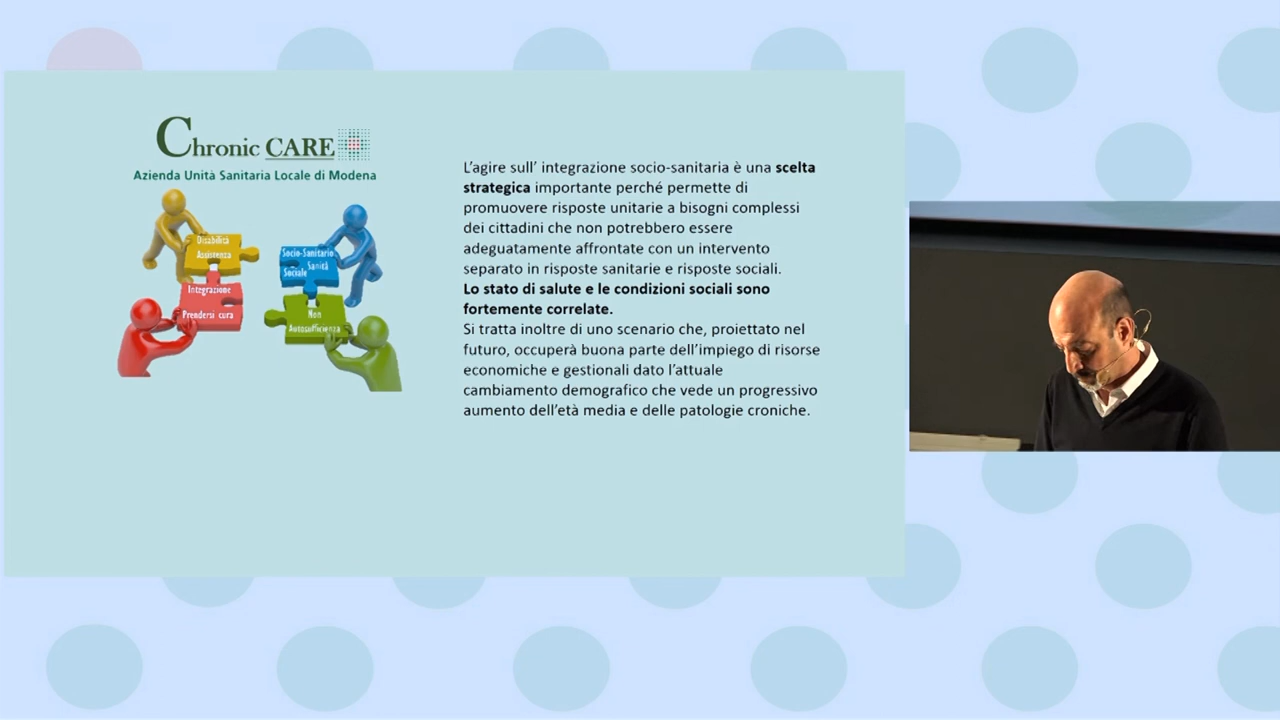 Chronic CARE
Azienda Unità Sanitaria Locale di Modena
Disabilità
Assistenza
Socio-Sanitario
Sanità
Sociale
Integrazione
Prendersi cura
Non
Autosufficienza
L’agire sull’ integrazione socio-sanitaria è una scelta
strategica importante perché permette di
promuovere risposte unitarie a bisogni complessi
dei cittadini che non potrebbero essere
adeguatamente affrontate con un intervento
separato in risposte sanitarie e risposte sociali.
Lo stato di salute e le condizioni sociali sono
fortemente correlate.
Si tratta inoltre di uno scenario che, proiettato nel
futuro, occuperà buona parte dell’impiego di risorse
economiche e gestionali dato l’attuale
cambiamento demografico che vede un progressivo
aumento dell’età media e delle patologie croniche.